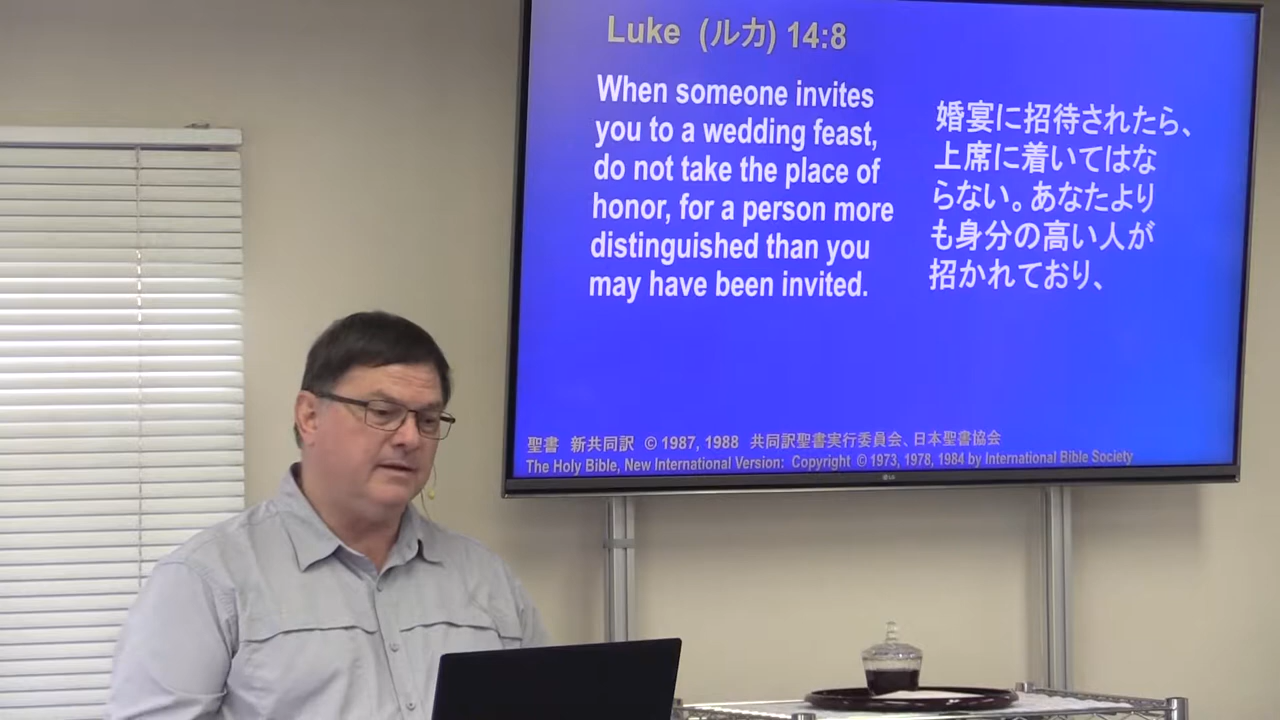 Luke (ルカ) 14:8
When someone invites
you to a wedding feast,
do not take the place of
honor, for a person more
distinguished than you
may have been invited.
婚宴に招待されたら、
上席に着いてはな
らない。あなたより
も身分の高い人が
招かれており、
聖書 新共同訳 © 1987, 1988 共同訳聖書実行委員会、日本聖書協会
The Holy Bible, New International Version: Copyright © 1973, 1978, 1984 by International Bible Society
LG